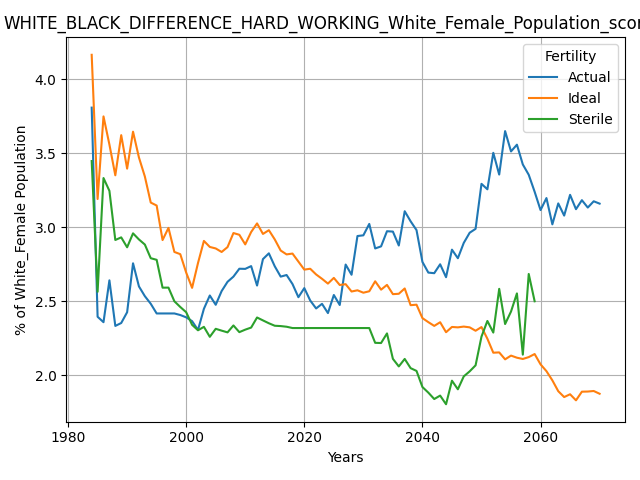 WHITE_BLACK_DIFFERENCE_HARD_WORKING_White_Female_Population_scor
Fertility
Actual
Ideal
Sterile
% of White_Female Population
4.0
3.5
3.0
2.5
2.0
1980
2000
2020
2040
2060
Years